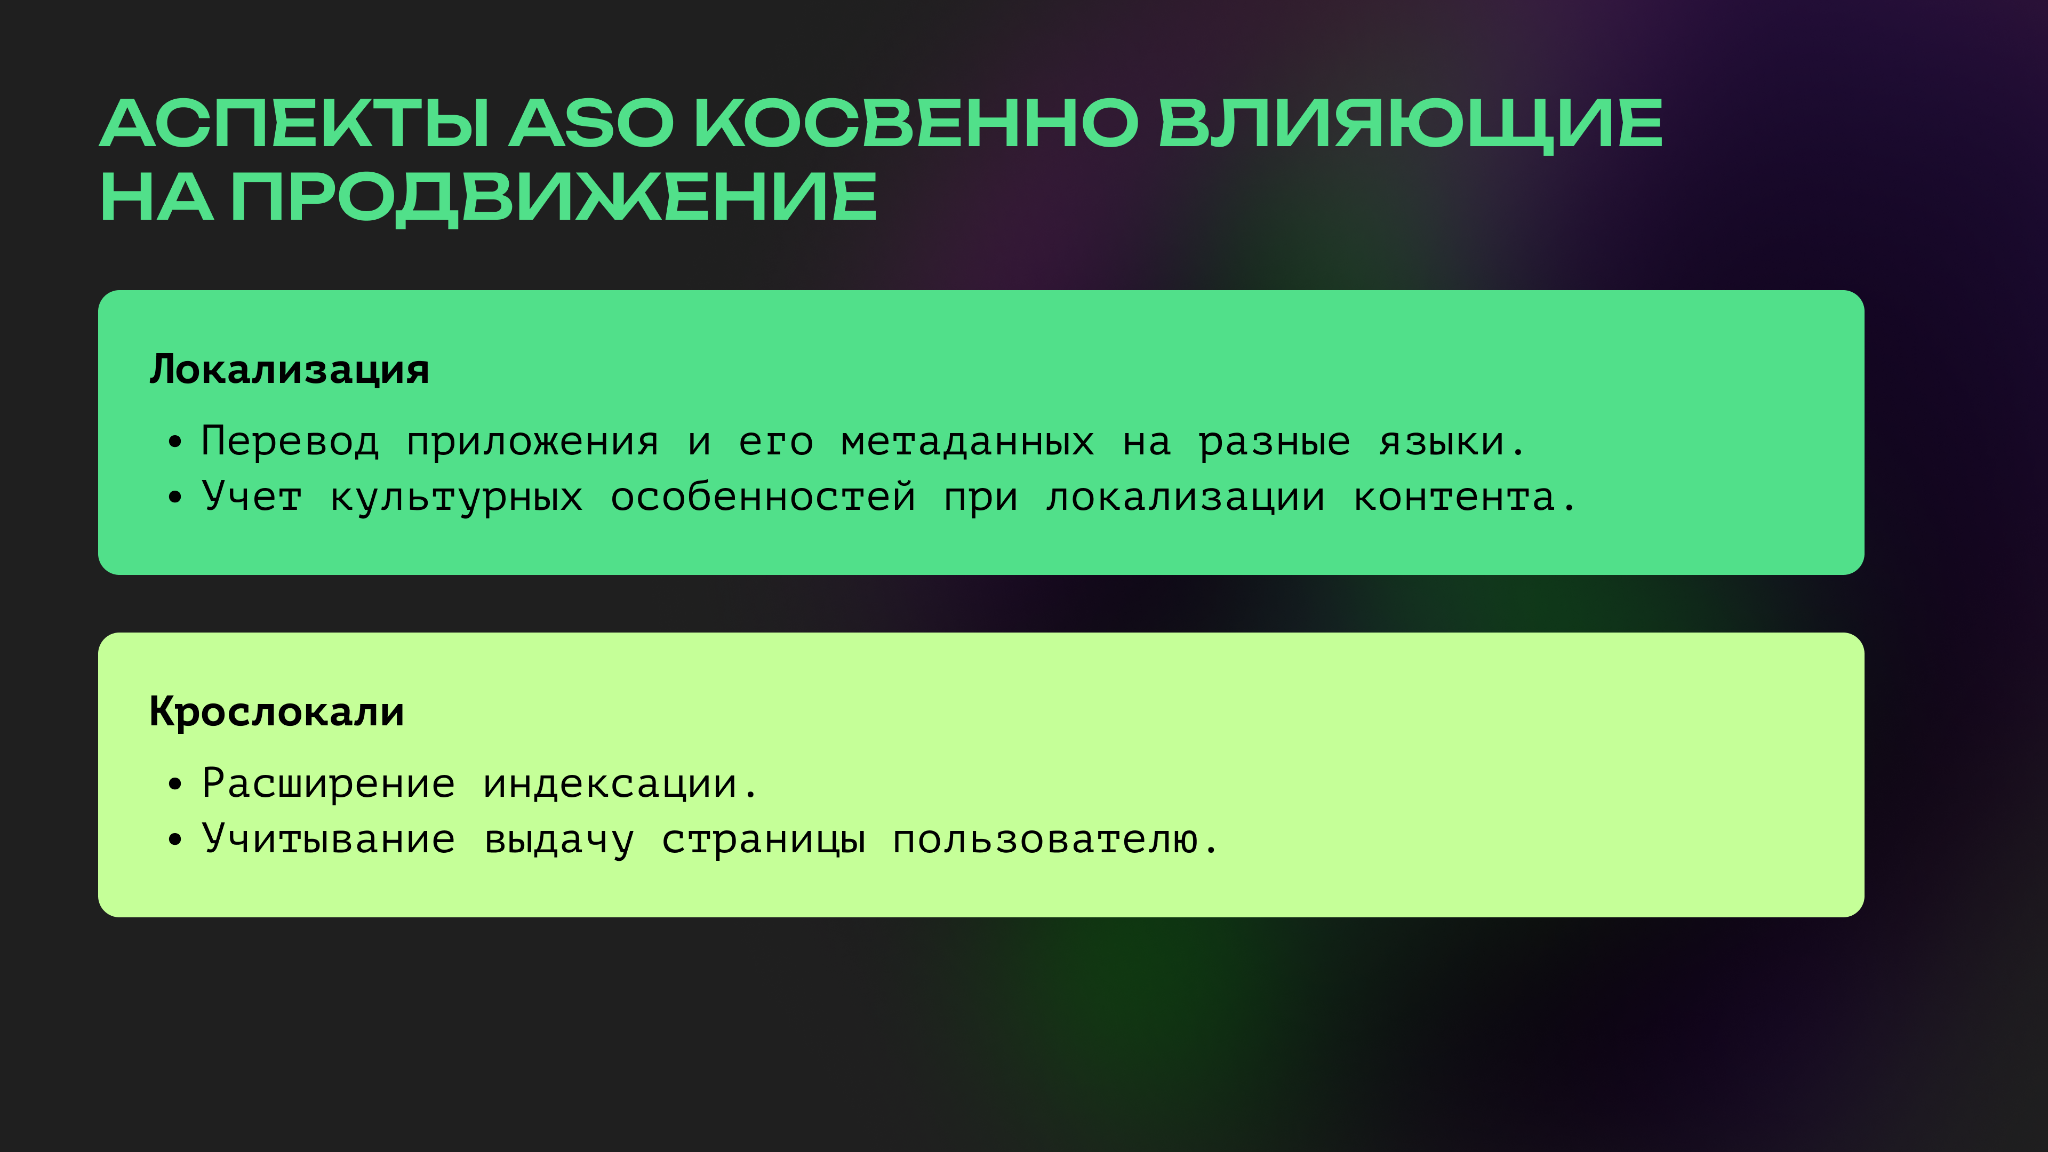 АСПЕКТЫ ASO КОСВЕННО ВЛИЯЮЩИЕ
НА ПРОДВИЖЕНИЕ
Локализация
• Перевод приложения и его метаданных на разные языки.
• Учет культурных особенностей при локализации контента.
Крослокали
• Расширение индексации.
• Учитывание выдачу страницы пользователю.